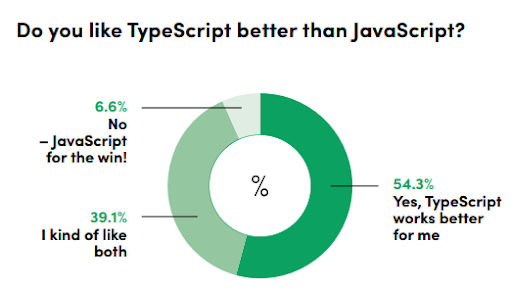 Do you like TypeScript better than JavaScript?
6.6%
No
– JavaScript
for the win!
%
54.3%
Yes, TypeScript
works better
for me
39.1%
I kind of like
both